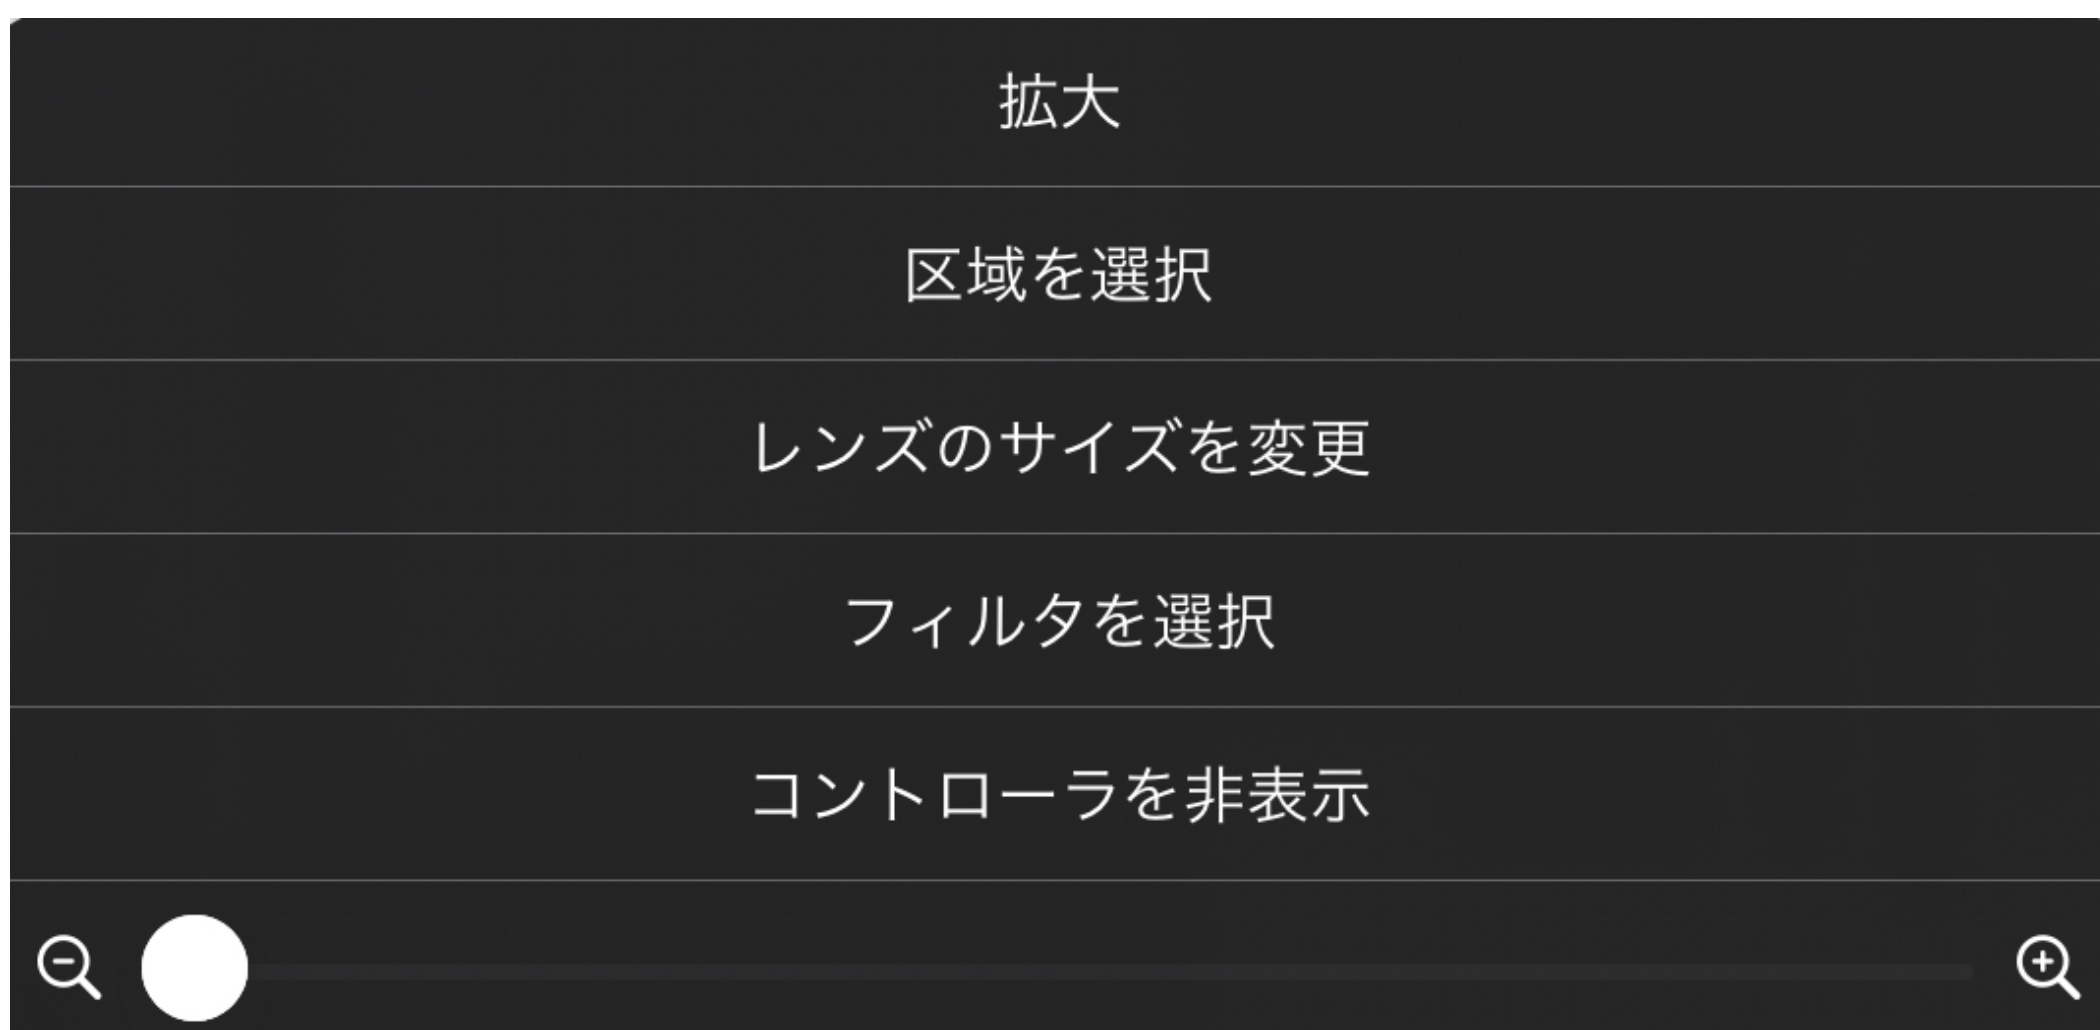 拡大
区域を選択
レンズのサイズを変更
フィルタを選択
コントローラを非表示